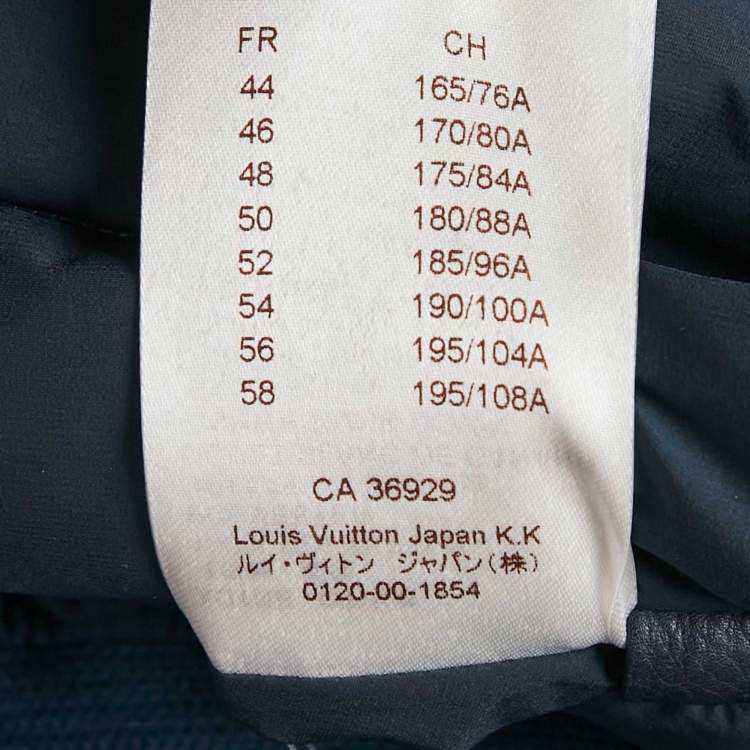 FR CH
44 165/76A
46 170/80A
48 175/84A
50 180/88A
52 185/96A
54 190/100A
56 195/104A
58 195/108A
CA 36929
Louis Vuitton Japan K.K
ルイ・ヴィトン ジャパン(株)
0120-00-1854